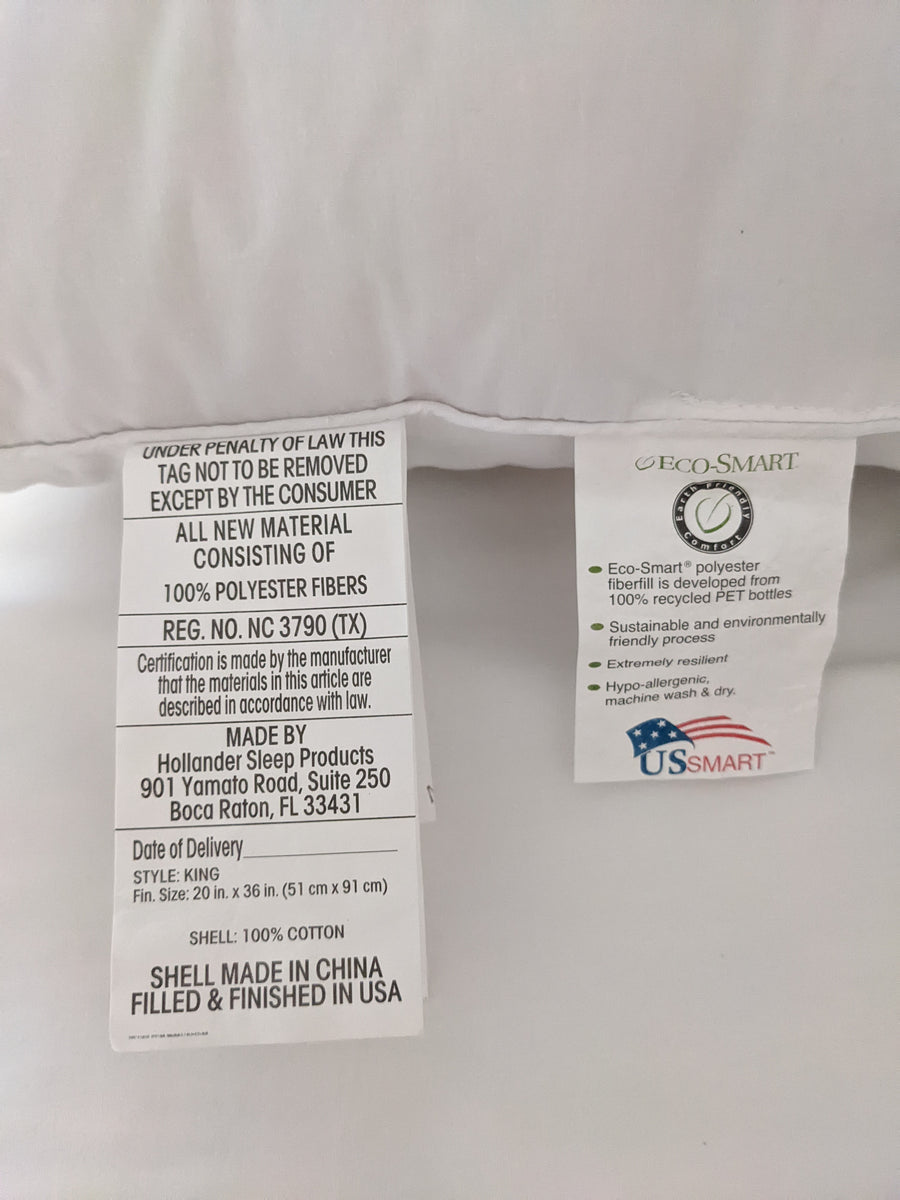 UNDER PENALTY OF LAW THIS
TAG NOT TO BE REMOVED
EXCEPT BY THE CONSUMER
ALL NEW MATERIAL
CONSISTING OF
100% POLYESTER FIBERS
REG. NO. NC 3790 (TX)
Certification is made by the manufacturer
that the materials in this article are
described in accordance with law.
MADE BY
Hollander Sleep Products
901 Yamato Road, Suite 250
Boca Raton, FL 33431
Date of Delivery
STYLE: KING
Fin. Size: 20 in. x 36 in. (51 cm x 91 cm)
SHELL: 100% COTTON
SHELL MADE IN CHINA
FILLED & FINISHED IN USA
ECO-SMART
Earth Friendly
Comfort
Eco-Smart® polyester
fiberfill is developed from
100% recycled PET bottles
Sustainable and environmentally
friendly process
Extremely resilient
Hypo-allergenic,
machine wash & dry.
USSMART™